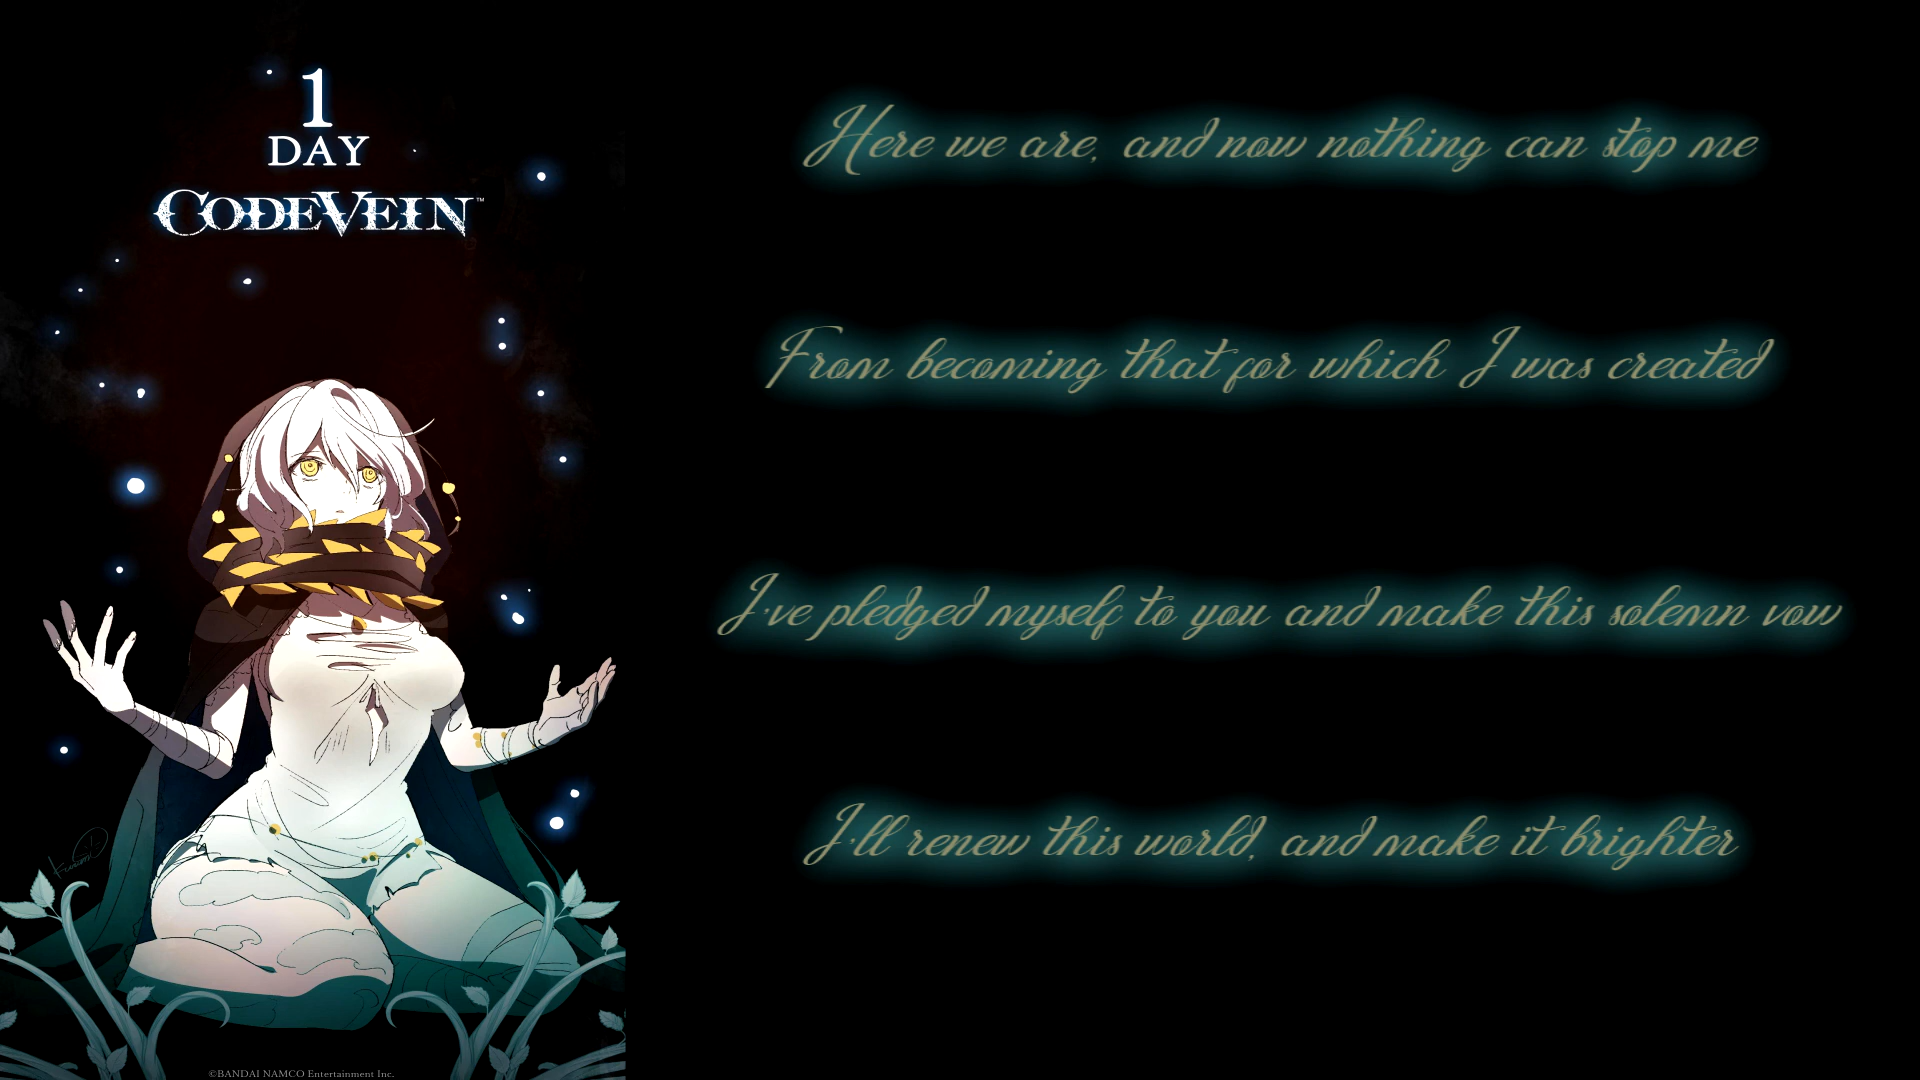 1
DAY
CODE VEIN™
Here we are, and now nothing can stop me
From becoming that for which I was created
I've pledged myself to you and make this solemn vow
I'll renew this world, and make it brighter
©BANDAI NAMCO Entertainment Inc.